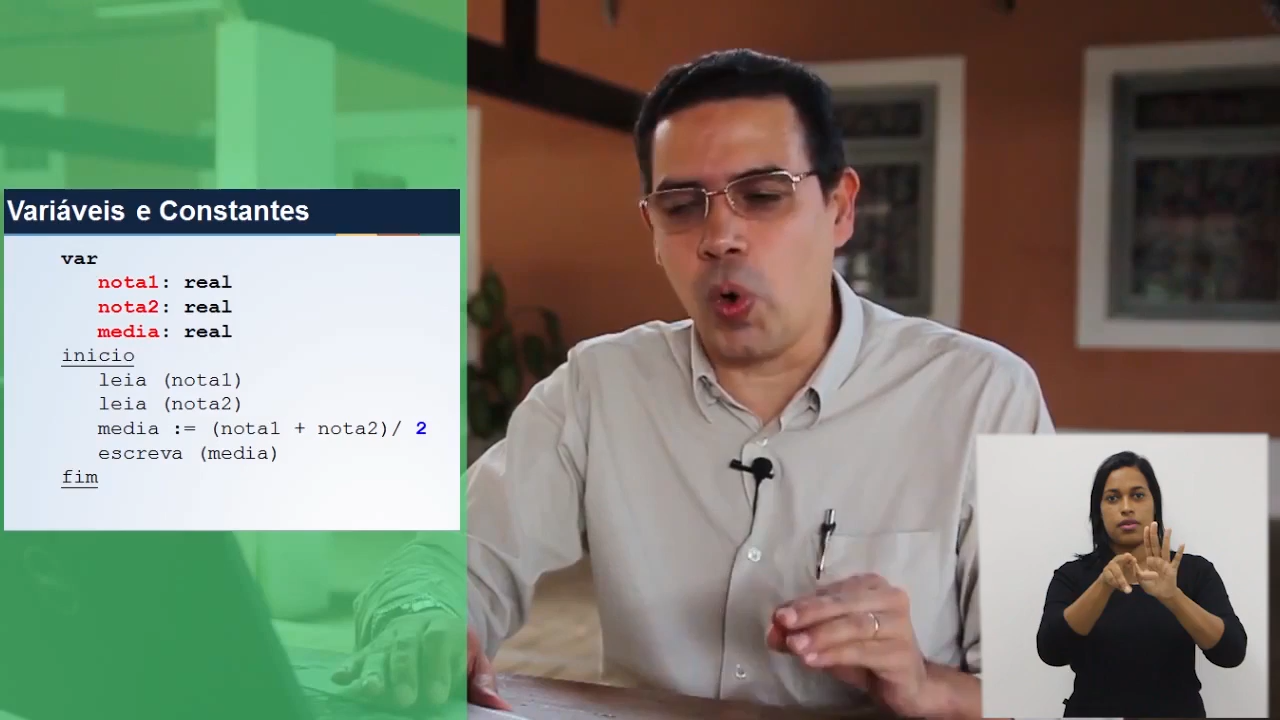 Variáveis e Constantes
var
nota1: real
nota2: real
media: real
inicio
leia (nota1)
leia (nota2)
media := (nota1 + nota2)/ 2
escreva (media)
fim